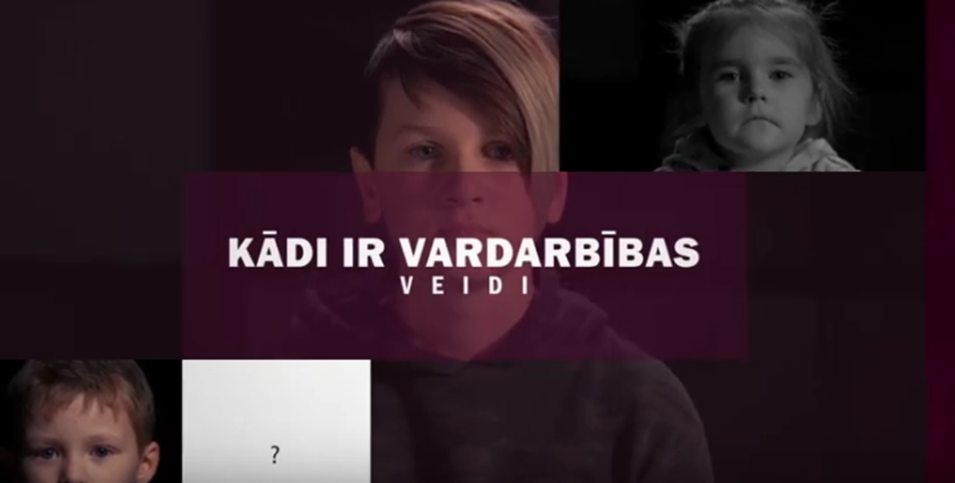 KĀDI IR VARDARBĪBAS
VEIDI
?